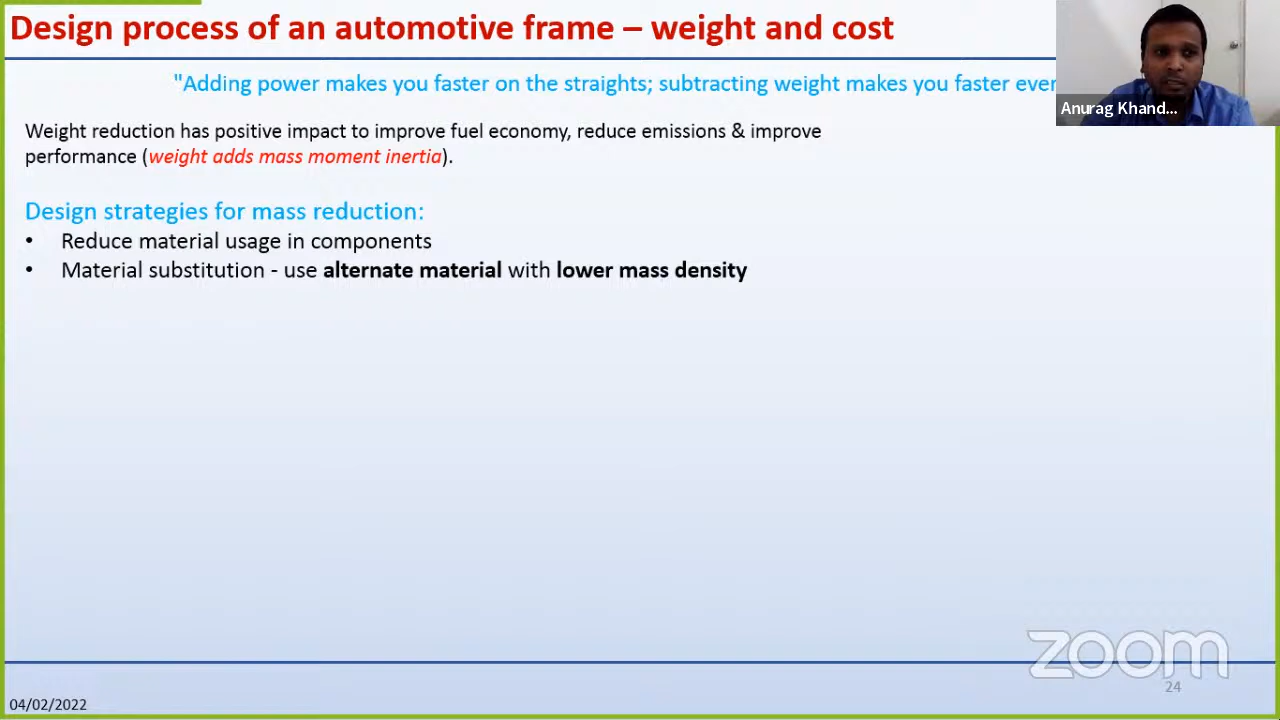 Design process of an automotive frame – weight and cost
"Adding power makes you faster on the straights; subtracting weight makes you faster
Anurag Khand...
Weight reduction has positive impact to improve fuel economy, reduce emissions & improve
performance (weight adds mass moment inertia).
Design strategies for mass reduction:
• Reduce material usage in components
• Material substitution - use alternate material with lower mass density
zoom
24
04/02/2022